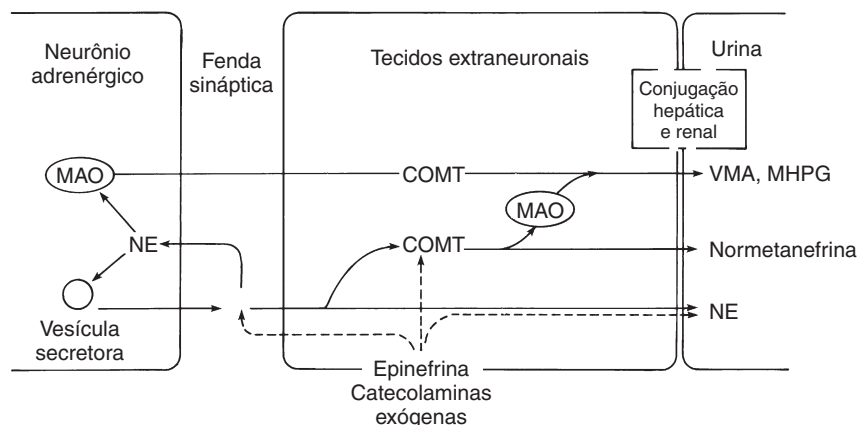 Neurônio
adrenérgico
Fenda
sináptica
Tecidos extraneuronais
Urina
Conjugação
hepática
e renal
MAO
COMT
VMA, MHPG
MAO
NE
COMT
Normetanefrina
NE
Vesícula
secretora
Epinefrina
Catecolaminas
exógenas